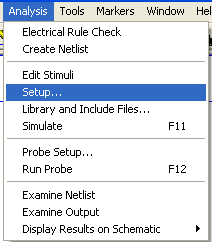 Analysis Tools Markers Window Hel
Electrical Rule Check
Create Netlist
Edit Stimuli
Setup...
Library and Include Files...
Simulate F11
Probe Setup...
Run Probe F12
Examine Netlist
Examine Output
Display Results on Schematic